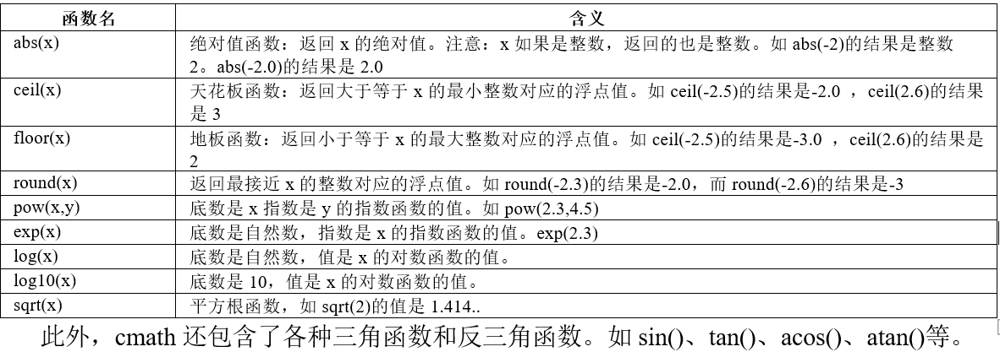 函数名 含义
abs(x) 绝对值函数：返回 x 的绝对值。注意：x 如果是整数，返回的也是整数。如 abs(-2)的结果是整数
2。abs(-2.0)的结果是 2.0
ceil(x) 天花板函数：返回大于等于 x 的最小整数对应的浮点值。如 ceil(-2.5)的结果是-2.0 ，ceil(2.6)的结果
是 3
floor(x) 地板函数：返回小于等于 x 的最大整数对应的浮点值。如 ceil(-2.5)的结果是-3.0 ，ceil(2.6)的结果是
2
round(x) 返回最接近 x 的整数对应的浮点值。如 round(-2.3)的结果是-2.0，而 round(-2.6)的结果是-3
pow(x,y) 底数是 x 指数是 y 的指数函数的值。如 pow(2.3,4.5)
exp(x) 底数是自然数，指数是 x 的指数函数的值。exp(2.3)
log(x) 底数是自然数，值是 x 的对数函数的值。
log10(x) 底数是 10，值是 x 的对数函数的值。
sqrt(x) 平方根函数，如 sqrt(2)的值是 1.414..
此外，cmath 还包含了各种三角函数和反三角函数。如 sin()、tan()、acos()、atan()等。